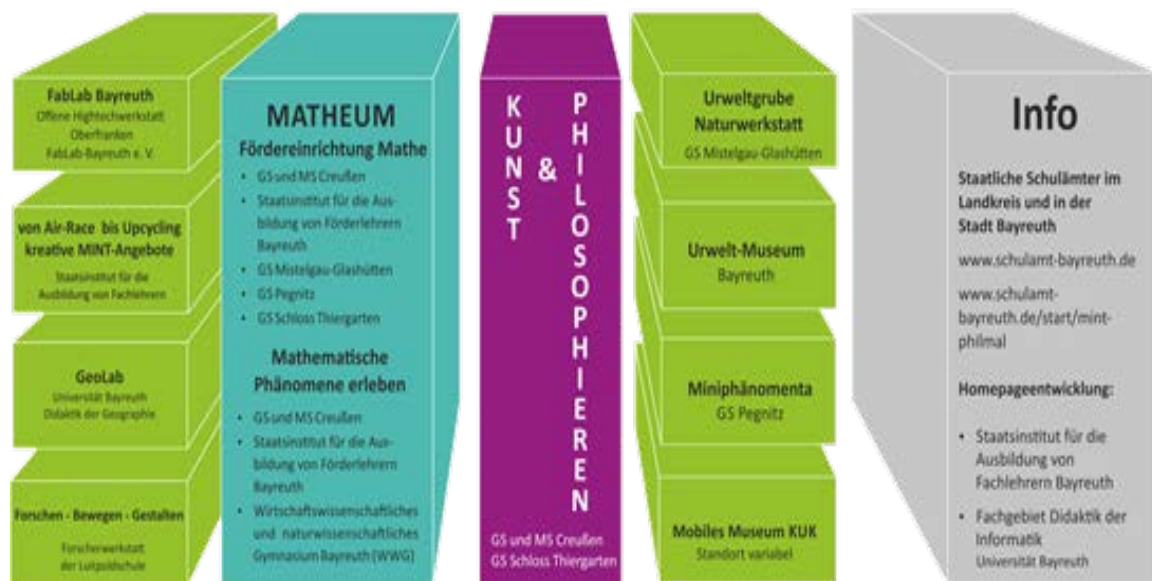 FabLab Bayreuth
Offene Hightechwerkstatt
Oberfranken
FabLab-Bayreuth e. V.
von Air-Race bis Upcycling
kreative MINT-Angebote
Staatsinstitut für die
Ausbildung von Fachlehrern
GeoLab
Universität Bayreuth
Didaktik der Geographie
Forschen - Bewegen - Gestalten
Forscherwerkstatt
der Luitpoldschule
MATHEUM
Fördereinrichtung Mathe
• GS und MS Creußen
• Staatsinstitut für die Aus-
bildung von Förderlehrern
Bayreuth
• GS Mistelgau-Glashütten
• GS Pegnitz
• GS Schloss Thiergarten
Mathematische
Phänomene erleben
• GS und MS Creußen
• Staatsinstitut für die Aus-
bildung von Förderlehrern
Bayreuth
• Wirtschaftswissenschaftliches
und naturwissenschaftliches
Gymnasium Bayreuth (WWG)
KUNST
&
PHILOSOPHIEREN
GS und MS Creußen
GS Schloss Thiergarten
Urweltgrube
Naturwerkstatt
GS Mistelgau-Glashütten
Urwelt-Museum
Bayreuth
Miniphänomenta
GS Pegnitz
Mobiles Museum KUK
Standort variabel
Info
Staatliche Schulämter im
Landkreis und in der
Stadt Bayreuth
www.schulamt-bayreuth.de
www.schulamt-
bayreuth.de/start/mint-
philmal
Homepageentwicklung:
• Staatsinstitut für die
Ausbildung von
Fachlehrern Bayreuth
• Fachgebiet Didaktik der
Informatik
Universität Bayreuth